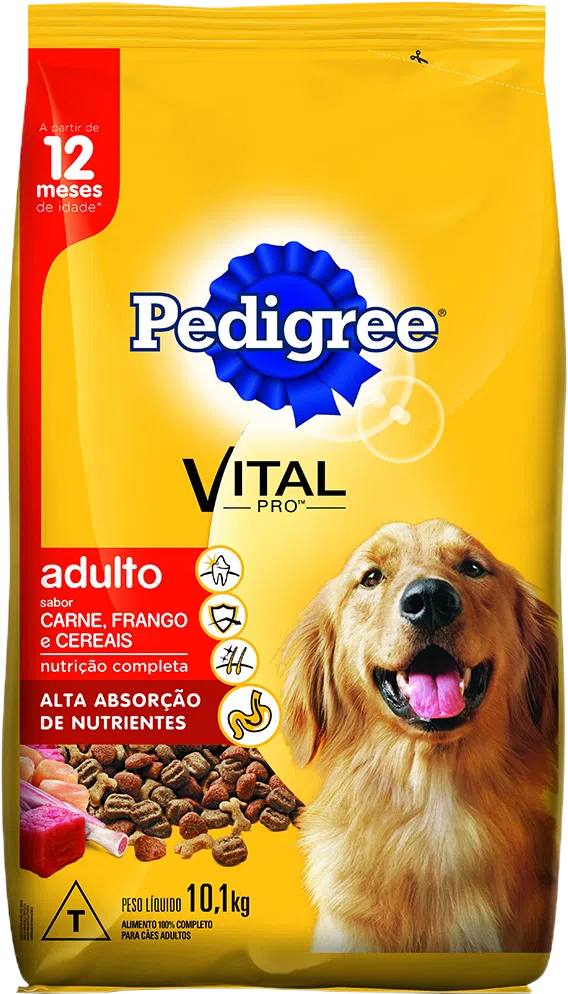 A partir de
12
meses
de idade*
Pedigree®
VITAL
PRO™
adulto
sabor
CARNE, FRANGO
e CEREAIS
nutrição completa
ALTA ABSORÇÃO
DE NUTRIENTES
T
PESO LÍQUIDO 10,1kg
ALIMENTO 100% COMPLETO
PARA CÃES ADULTOS